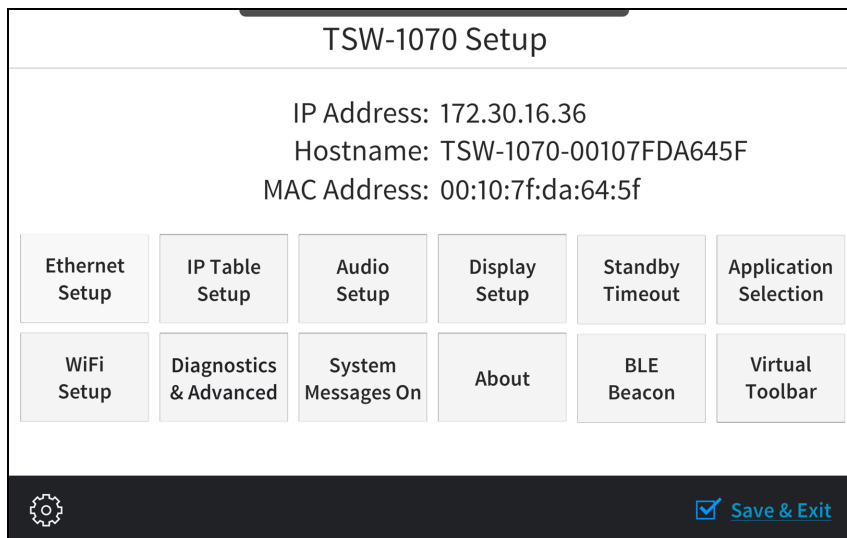 TSW-1070 Setup
IP Address: 172.30.16.36
Hostname: TSW-1070-00107FDA645F
MAC Address: 00:10:7f:da:64:5f
Ethernet
Setup
IP Table
Setup
Audio
Setup
Display
Setup
Standby
Timeout
Application
Selection
WiFi
Setup
Diagnostics
& Advanced
System
Messages On
About
BLE
Beacon
Virtual
Toolbar
Save & Exit